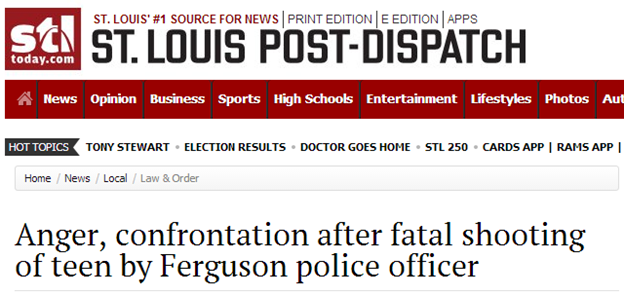 stl
today.com
ST. LOUIS' #1 SOURCE FOR NEWS | PRINT EDITION | E EDITION | APPS
ST. LOUIS POST-DISPATCH
News Opinion Business Sports High Schools Entertainment Lifestyles Photos Aut
HOT TOPICS TONY STEWART • ELECTION RESULTS • DOCTOR GOES HOME • STL 250 • CARDS APP | RAMS APP |
Home / News / Local / Law & Order
Anger, confrontation after fatal shooting
of teen by Ferguson police officer